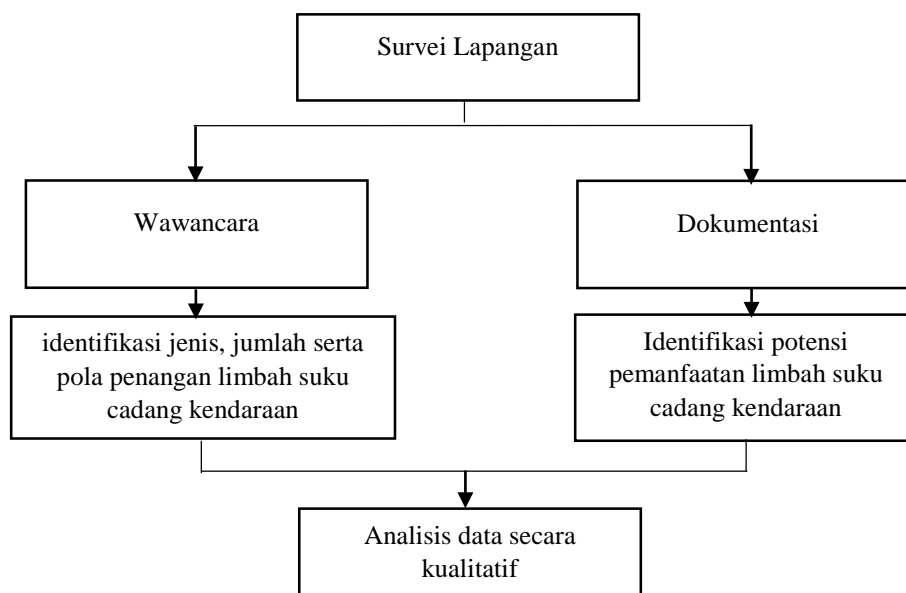 Survei Lapangan
Wawancara
Dokumentasi
identifikasi jenis, jumlah serta
pola penangan limbah suku
cadang kendaraan
Identifikasi potensi
pemanfaatan limbah suku
cadang kendaraan
Analisis data secara
kualitatif